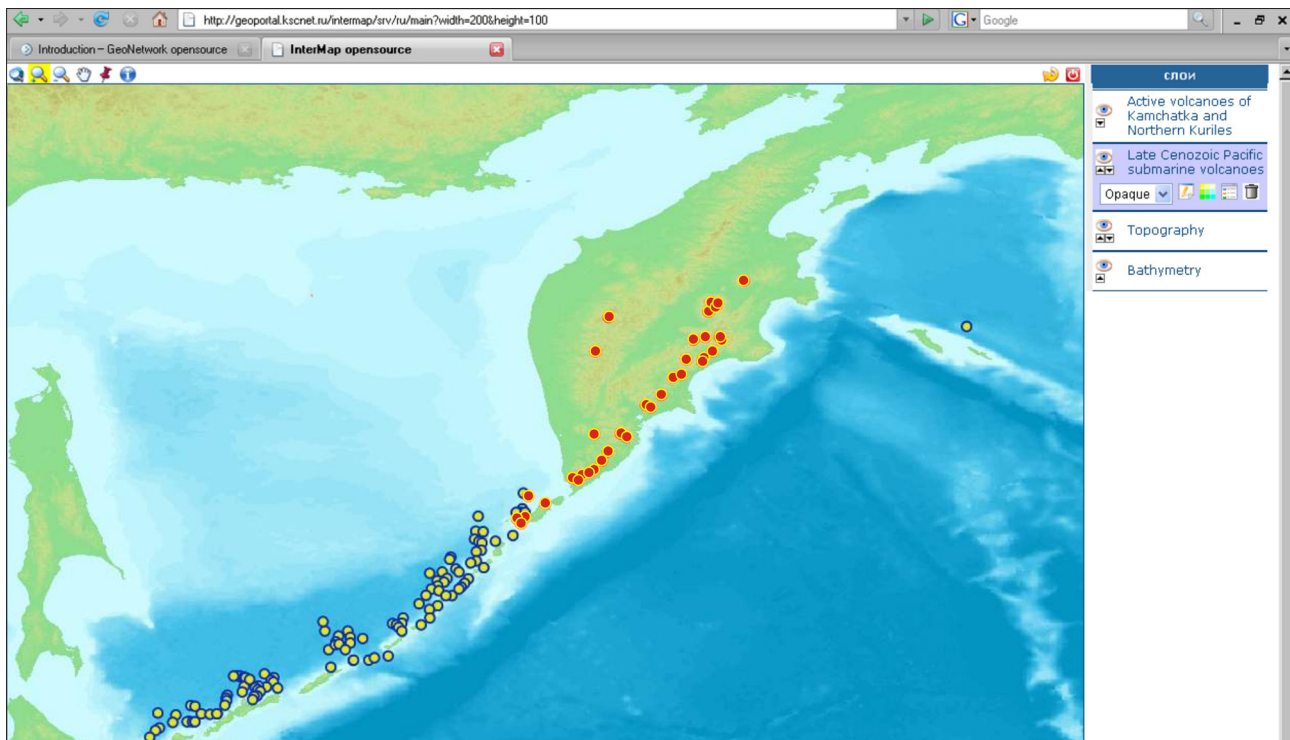 http://geoportal.kscnet.ru/intermap/srv/ru/main?width=200&height=100
Google
Introduction – GeoNetwork opensource
InterMap opensource
слои
Active volcanoes of
Kamchatka and
Northern Kuriles
Late Cenozoic Pacific
submarine volcanoes
Opaque
Topography
Bathymetry